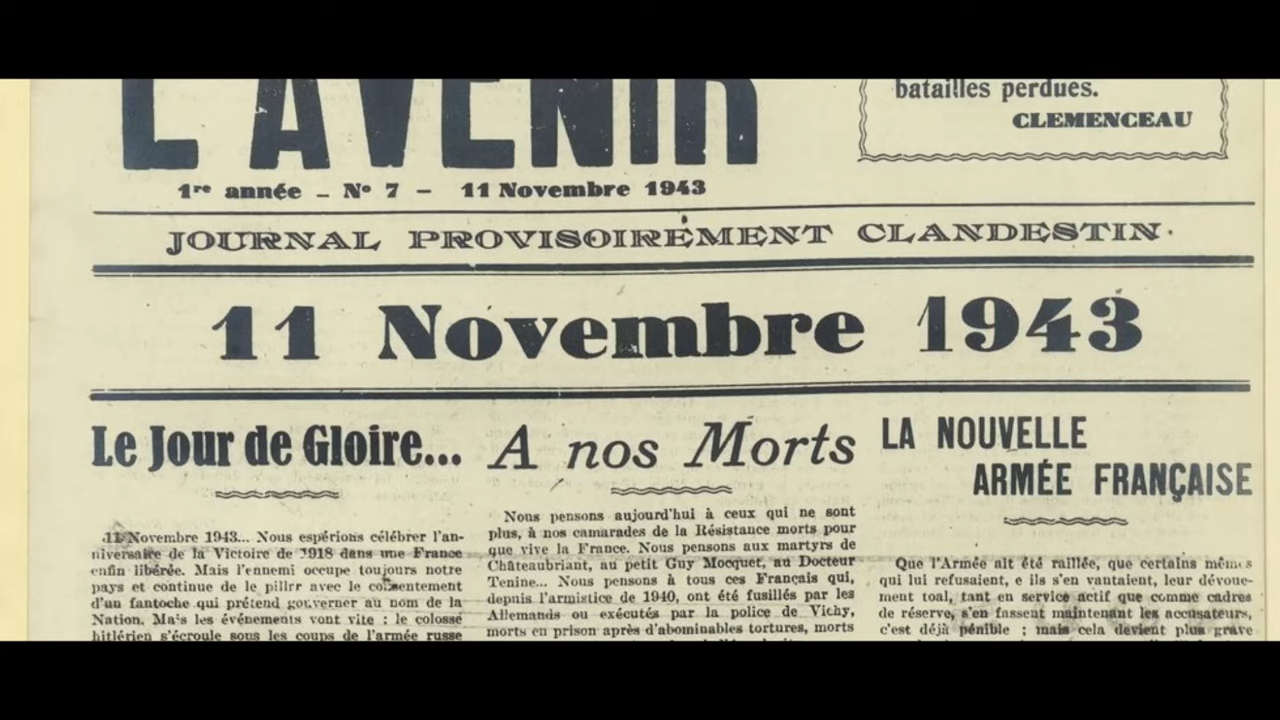 L'AVENIR
batailles perdues.
CLEMENCEAU
1re année - No 7 - 11 Novembre 1943
JOURNAL PROVISOIREMENT CLANDESTIN
11 Novembre 1943
Le Jour de Gloire...
11 Novembre 1943... Nous espérions célébrer l'an-
niversaire de la Victoire de 1918 dans une France
enfin libérée. Mais l'ennemi occupe toujours notre
pays et continue de le pillrr avec le consentement
d'un fantoche qui prétend gouverner au nom de la
Nation. Mais les événements vont vite : le colosse
hitlérien s'écroule sous les coups de l'armée russe
A nos Morts
Nous pensons aujourd'hui à ceux qui ne sont
plus, à nos camarades de la Résistance morts pour
que vive la France. Nous pensons aux martyrs de
Châteaubriant, au petit Guy Mocquet, au Docteur
Tenine... Nous pensons à tous ces Français qui,
depuis l'armistice de 1940, ont été fusillés par les
Allemands ou exécutés par la police de Vichy,
morts en prison après d'abominables tortures, morts
LA NOUVELLE
ARMÉE FRANÇAISE
Que l'Armée ait été raillée, que certains mêmes
qui lui refusaient, e ils s'en vantaient, leur dévoue-
ment toal, tant en service actif que comme cadres
de réserve, s'en fassent maintenant les accusateurs,
c'est déjà pénible ; mais cela devient plus grave